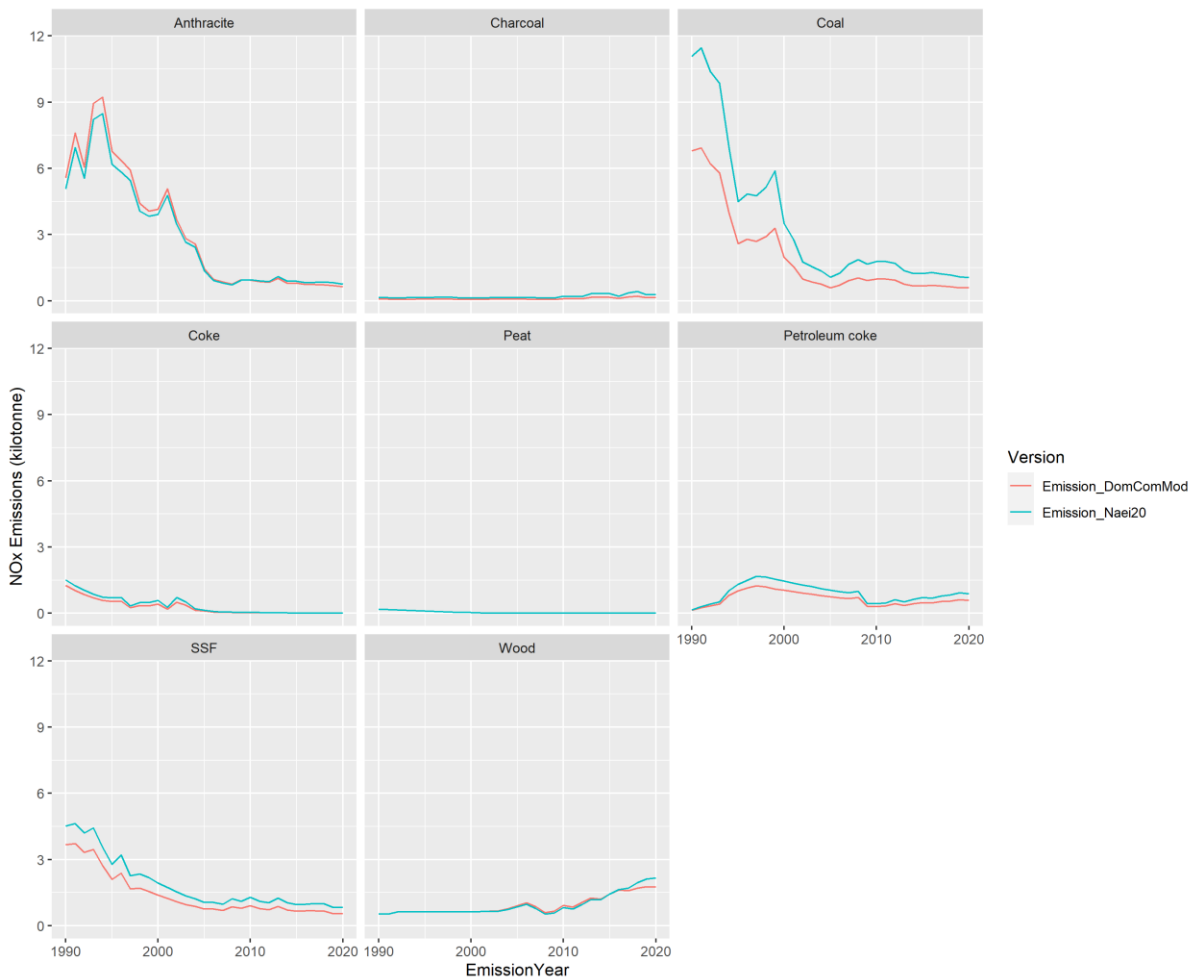 Anthracite
Charcoal
Coal
12
9
6
3
0
Coke
Peat
Petroleum coke
12
9
6
3
0
1990
2000
2010
2020
SSF
Wood
12
9
6
3
0
1990
2000
2010
2020
1990
2000
2010
2020
NOx Emissions (kilotonne)
EmissionYear
Version
Emission_DomComMod
Emission_Naei20